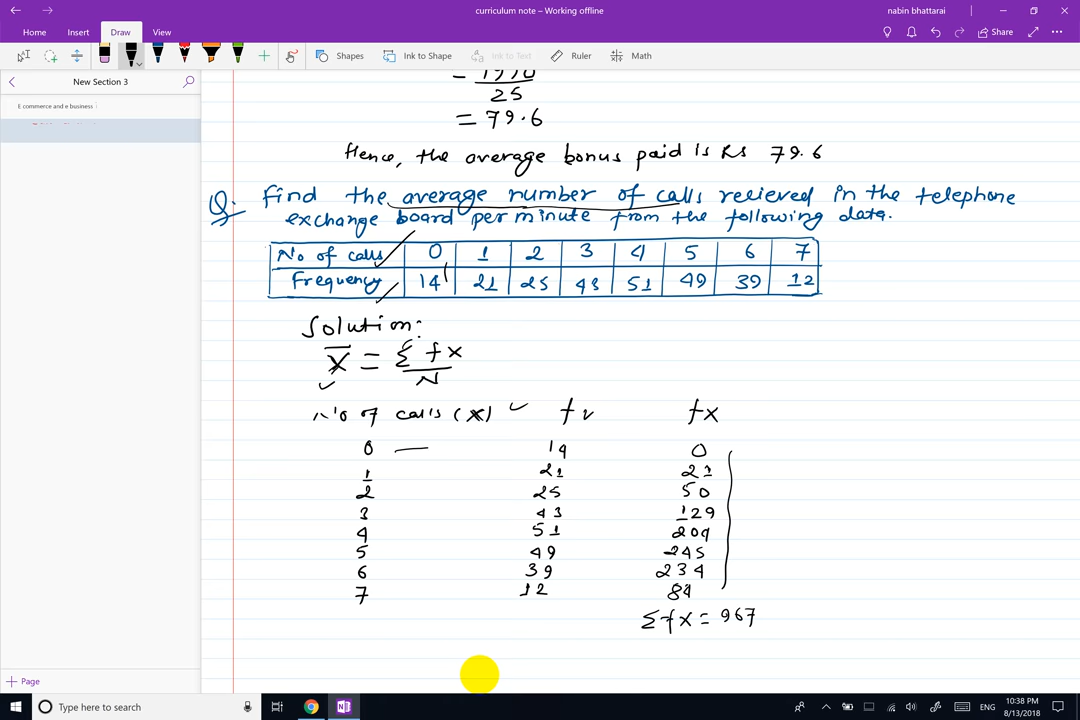 curriculum note – Working offline
nabin bhattarai
Home Insert Draw View
Share
Shapes Ink to Shape Ink to Text Ruler Math
New Section 3
E commerce and e business
25
= 79.6
Hence, the average bonus paid is Rs 79.6
Q. Find the average number of calls relieved in the telephone
exchange board per minute from the following data.
No of calls 0 1 2 3 4 5 6 7
Frequency 14 21 25 43 51 49 39 12
Solution:
X̅ = Σ fx
N
No of calls (x) f fx
0 14 0
1 21 21
2 25 50
3 43 129
4 51 204
5 49 245
6 39 234
7 12 84
Σfx = 967
Page
Type here to search
ENG
10:38 PM
8/13/2018